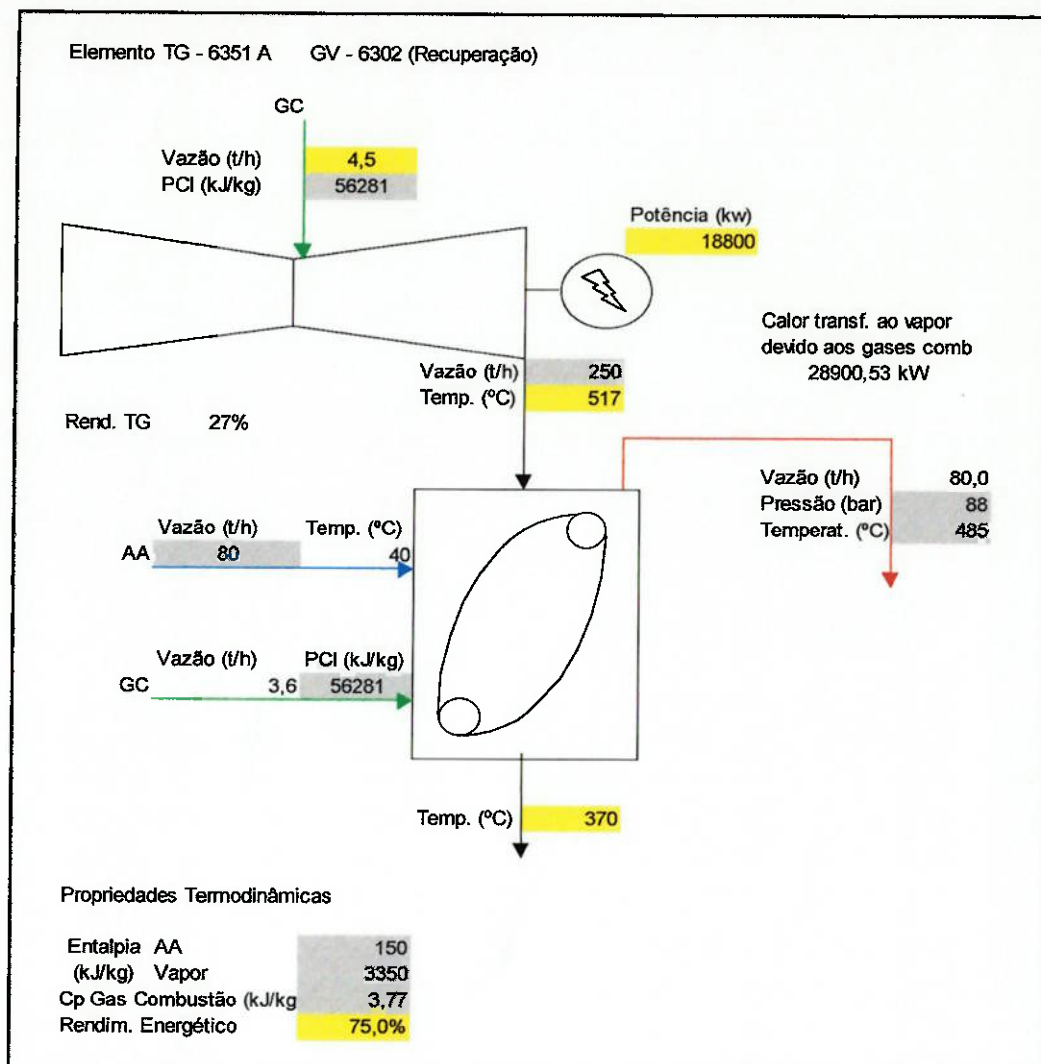 Elemento TG - 6351 A GV - 6302 (Recuperação)
GC
Vazão (t/h) 4,5
PCI (kJ/kg) 56281
Potência (kw)
18800
Calor transf. ao vapor
devido aos gases comb
28900,53 kW
Vazão (t/h) 250
Temp. (ºC) 517
Rend. TG 27%
Vazão (t/h) 80,0
Pressão (bar) 88
Temperat. (ºC) 485
Vazão (t/h) Temp. (ºC)
AA 80 40
Vazão (t/h) PCI (kJ/kg)
GC 3,6 56281
Temp. (ºC) 370
Propriedades Termodinâmicas
Entalpia AA 150
(kJ/kg) Vapor 3350
Cp Gas Combustão (kJ/kg 3,77
Rendim. Energético 75,0%